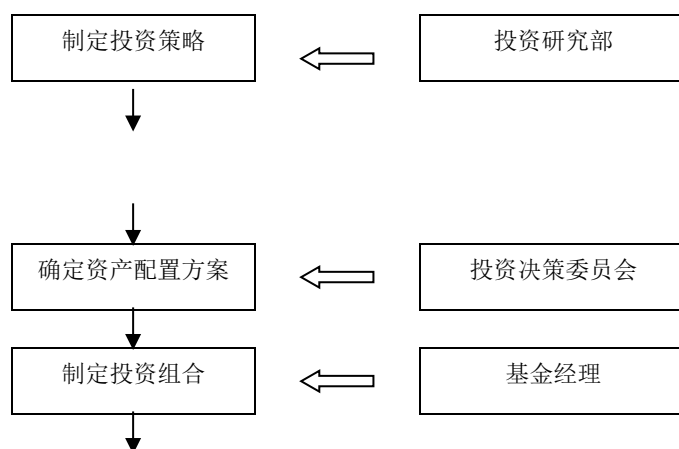 制定投资策略
投资研究部
确定资产配置方案
投资决策委员会
制定投资组合
基金经理